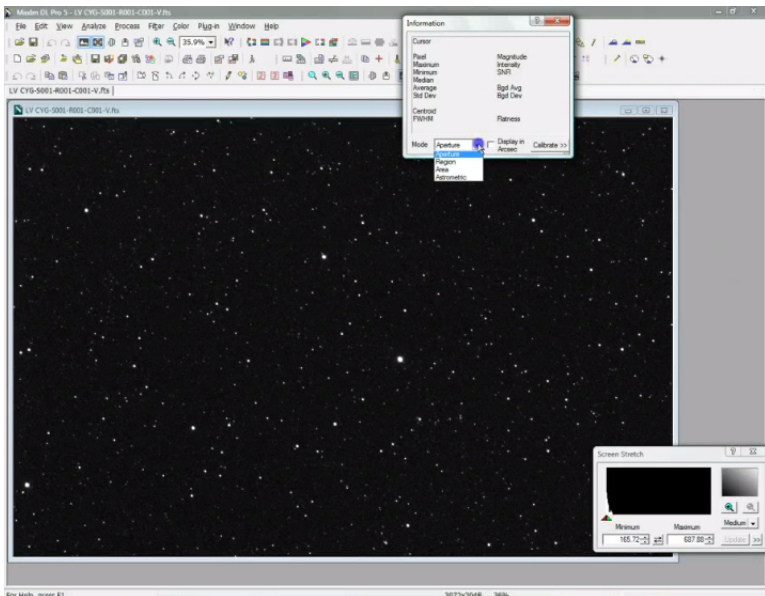 MaxIm DL Pro 5 - LV CYG-S001-R001-C001-V.fts
File Edit View Analyze Process Filter Color Plug-in Window Help
35.9%
LV CYG-S001-R001-C001-V.fts
LV CYG-S001-R001-C001-V.fts
Information
Cursor
Pixel Magnitude
Maximum Intensity
Minimum SNR
Median
Average Bgd Avg
Std Dev Bgd Dev
Centroid
FWHM Flatness
Mode Aperture Display in Arcsec Calibrate >>
Aperture
Region
Area
Astrometric
Screen Stretch
Minimum Maximum Medium
165.72 687.88 Update >>
For Help, press F1 3072x2048 36%